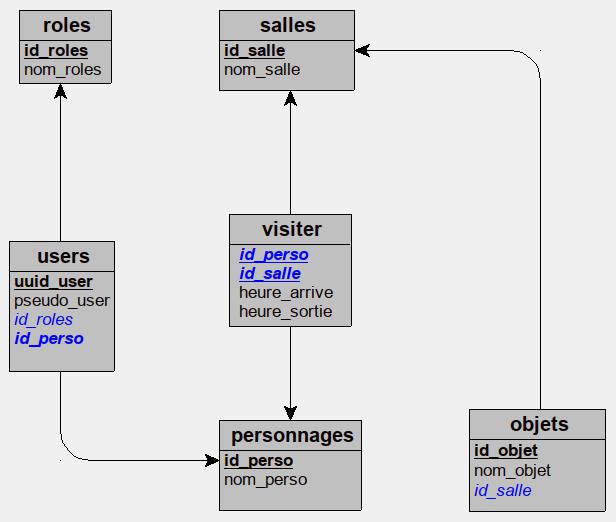 roles
id_roles
nom_roles
salles
id_salle
nom_salle
visiter
id_perso
id_salle
heure_arrive
heure_sortie
users
uuid_user
pseudo_user
id_roles
id_perso
personnages
id_perso
nom_perso
objets
id_objet
nom_objet
id_salle